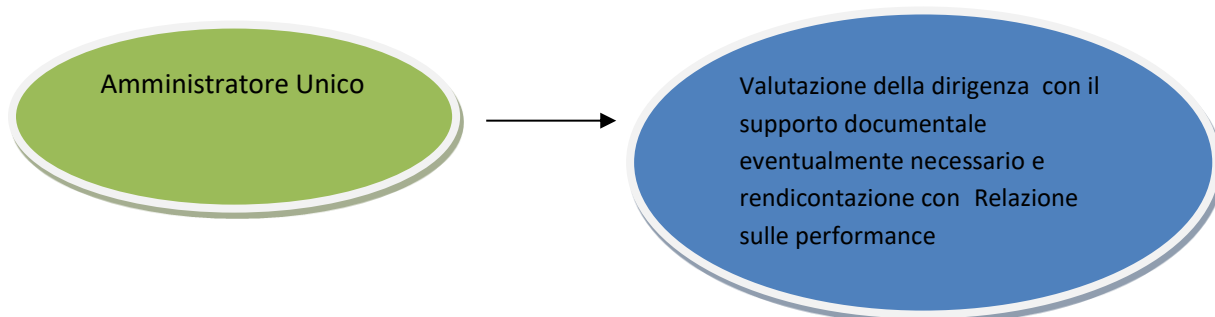 Amministratore Unico
Valutazione della dirigenza con il
supporto documentale
eventualmente necessario e
rendicontazione con Relazione
sulle performance